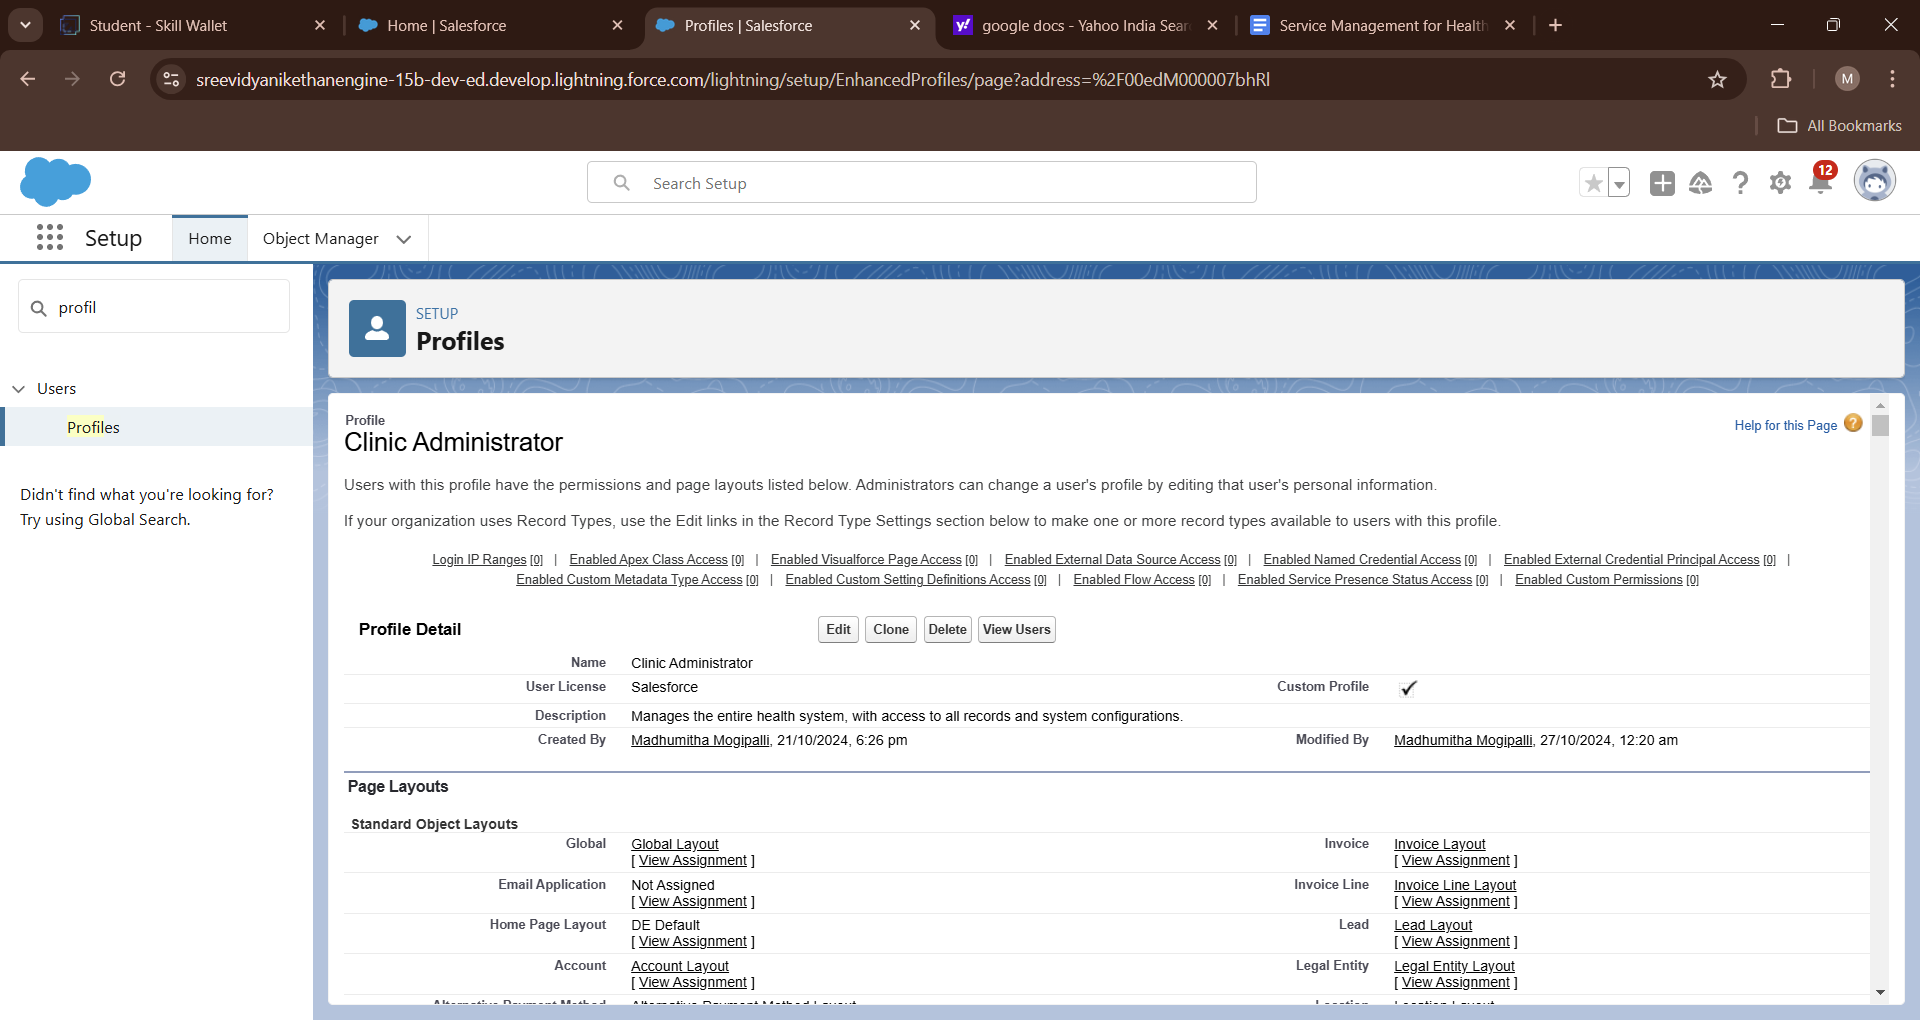 Student - Skill Wallet
Home | Salesforce
Profiles | Salesforce
google docs - Yahoo India Sear
Service Management for Health
sreevidyanikethanengine-15b-dev-ed.develop.lightning.force.com/lightning/setup/EnhancedProfiles/page?address=%2F00edM000007bhRl
M
All Bookmarks
Search Setup
12
Setup
Home
Object Manager
profil
Users
Profiles
Didn't find what you're looking for?
Try using Global Search.
SETUP
Profiles
Profile
Clinic Administrator
Help for this Page
Users with this profile have the permissions and page layouts listed below. Administrators can change a user's profile by editing that user's personal information.
If your organization uses Record Types, use the Edit links in the Record Type Settings section below to make one or more record types available to users with this profile.
Login IP Ranges [0] | Enabled Apex Class Access [0] | Enabled Visualforce Page Access [0] | Enabled External Data Source Access [0] | Enabled Named Credential Access [0] | Enabled External Credential Principal Access [0] |
Enabled Custom Metadata Type Access [0] | Enabled Custom Setting Definitions Access [0] | Enabled Flow Access [0] | Enabled Service Presence Status Access [0] | Enabled Custom Permissions [0]
Profile Detail
Edit Clone Delete View Users
Name Clinic Administrator
User License Salesforce Custom Profile
Description Manages the entire health system, with access to all records and system configurations.
Created By Madhumitha Mogipalli, 21/10/2024, 6:26 pm Modified By Madhumitha Mogipalli, 27/10/2024, 12:20 am
Page Layouts
Standard Object Layouts
Global Global Layout Invoice Invoice Layout
[ View Assignment ] [ View Assignment ]
Email Application Not Assigned Invoice Line Invoice Line Layout
[ View Assignment ] [ View Assignment ]
Home Page Layout DE Default Lead Lead Layout
[ View Assignment ] [ View Assignment ]
Account Account Layout Legal Entity Legal Entity Layout
[ View Assignment ] [ View Assignment ]
Alternative Payment Method Alternative Payment Method Layout Location Location Layout